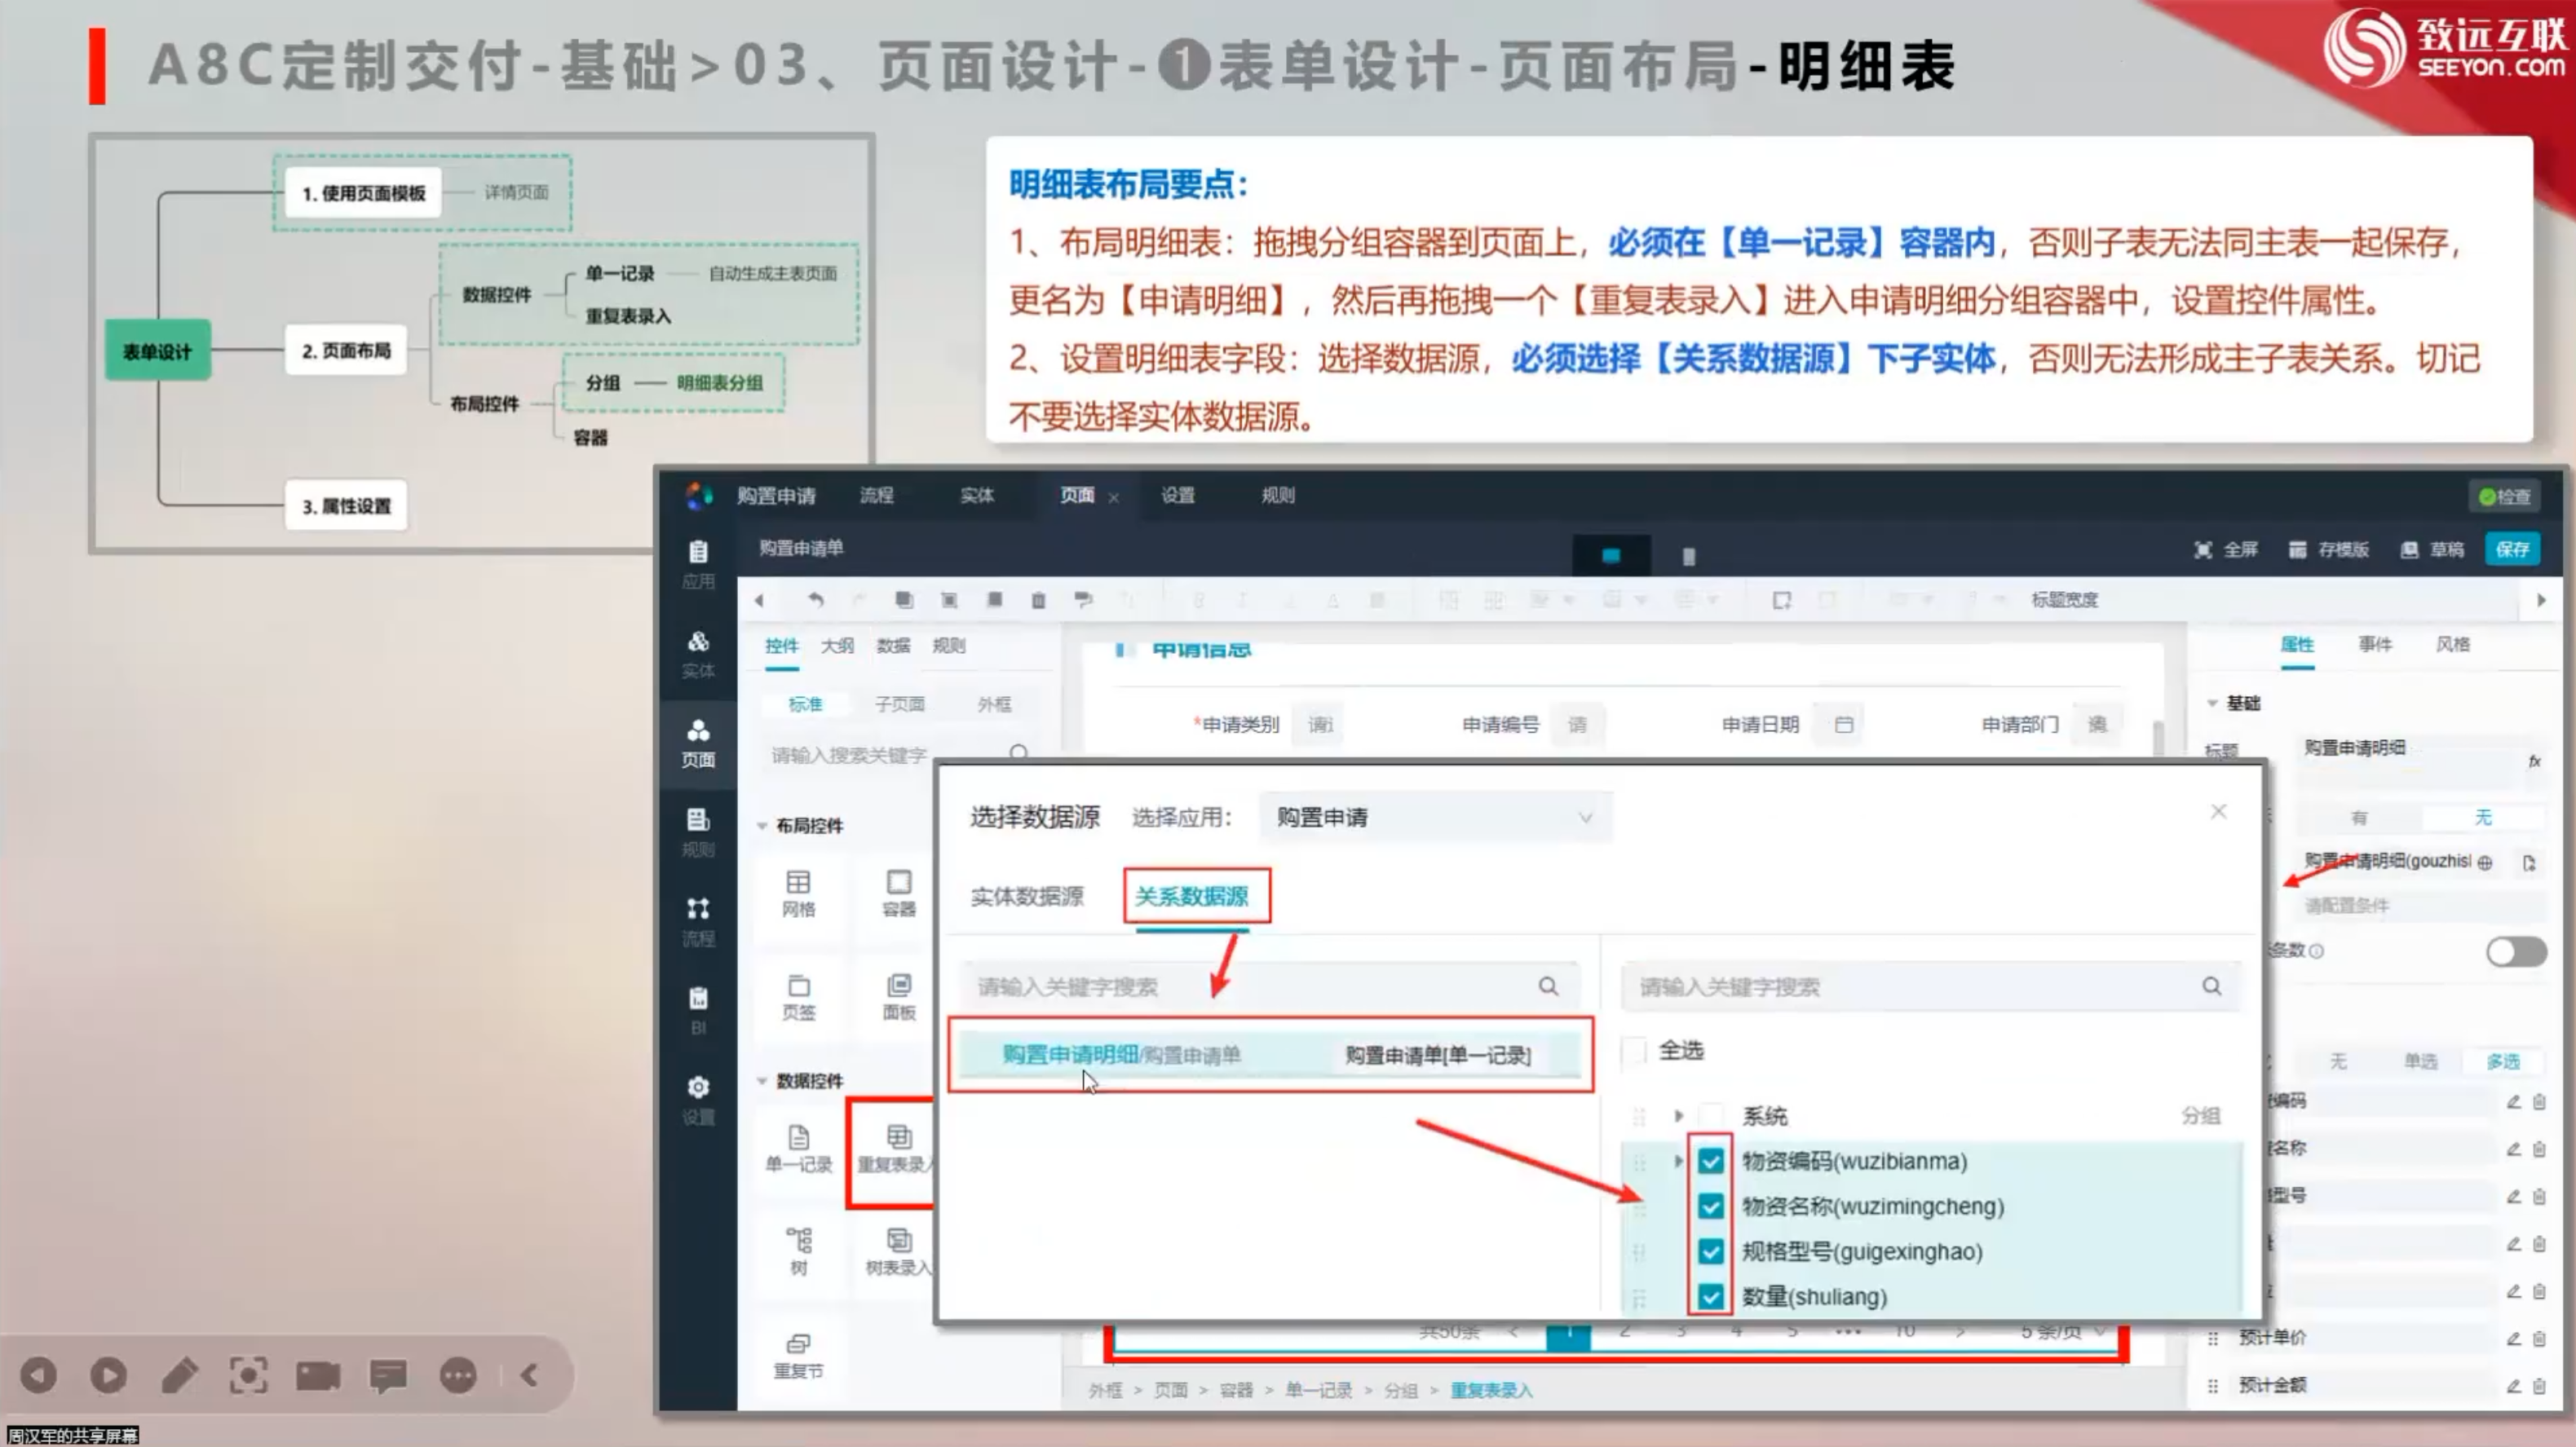 A8C定制交付-基础>03、页面设计-❶表单设计-页面布局-明细表
致远互联
SEEYON.COM
表单设计
1. 使用页面模板
详情页面
2. 页面布局
数据控件
单一记录
自动生成主表页面
重复表录入
布局控件
分组
明细表分组
容器
3. 属性设置
明细表布局要点：
1、布局明细表：拖拽分组容器到页面上，必须在【单一记录】容器内，否则子表无法同主表一起保存，
更名为【申请明细】，然后再拖拽一个【重复表录入】进入申请明细分组容器中，设置控件属性。
2、设置明细表字段：选择数据源，必须选择【关系数据源】下子实体，否则无法形成主子表关系。切记
不要选择实体数据源。
购置申请 流程 实体 页面 × 设置 规则 检查
购置申请单 全屏 存模版 草稿 保存
应用
实体
页面
规则
流程
BI
设置
标题宽度
控件 大纲 数据 规则
标准 子页面 外框
请输入搜索关键字
布局控件
网格 容器
页签 面板
数据控件
单一记录 重复表录入
树 树表录入
重复节
申请信息
*申请类别 申请编号 请 申请日期 申请部门
选择数据源 选择应用： 购置申请
实体数据源 关系数据源
请输入关键字搜索
购置申请明细/购置申请单 购置申请单[单一记录]
请输入关键字搜索
全选
系统 分组
物资编码(wuzibianma)
物资名称(wuzimingcheng)
规格型号(guigexinghao)
数量(shuliang)
共50条 < 1 2 3 4 5 ••• 10 > 5 条/页
外框 > 页面 > 容器 > 单一记录 > 分组 > 重复表录入
属性 事件 风格
基础
标题 购置申请明细 fx
有 无
购置申请明细(gouzhisl
请配置条件
条数
无 单选 多选
编码
名称
型号
预计单价
预计金额
周汉军的共享屏幕